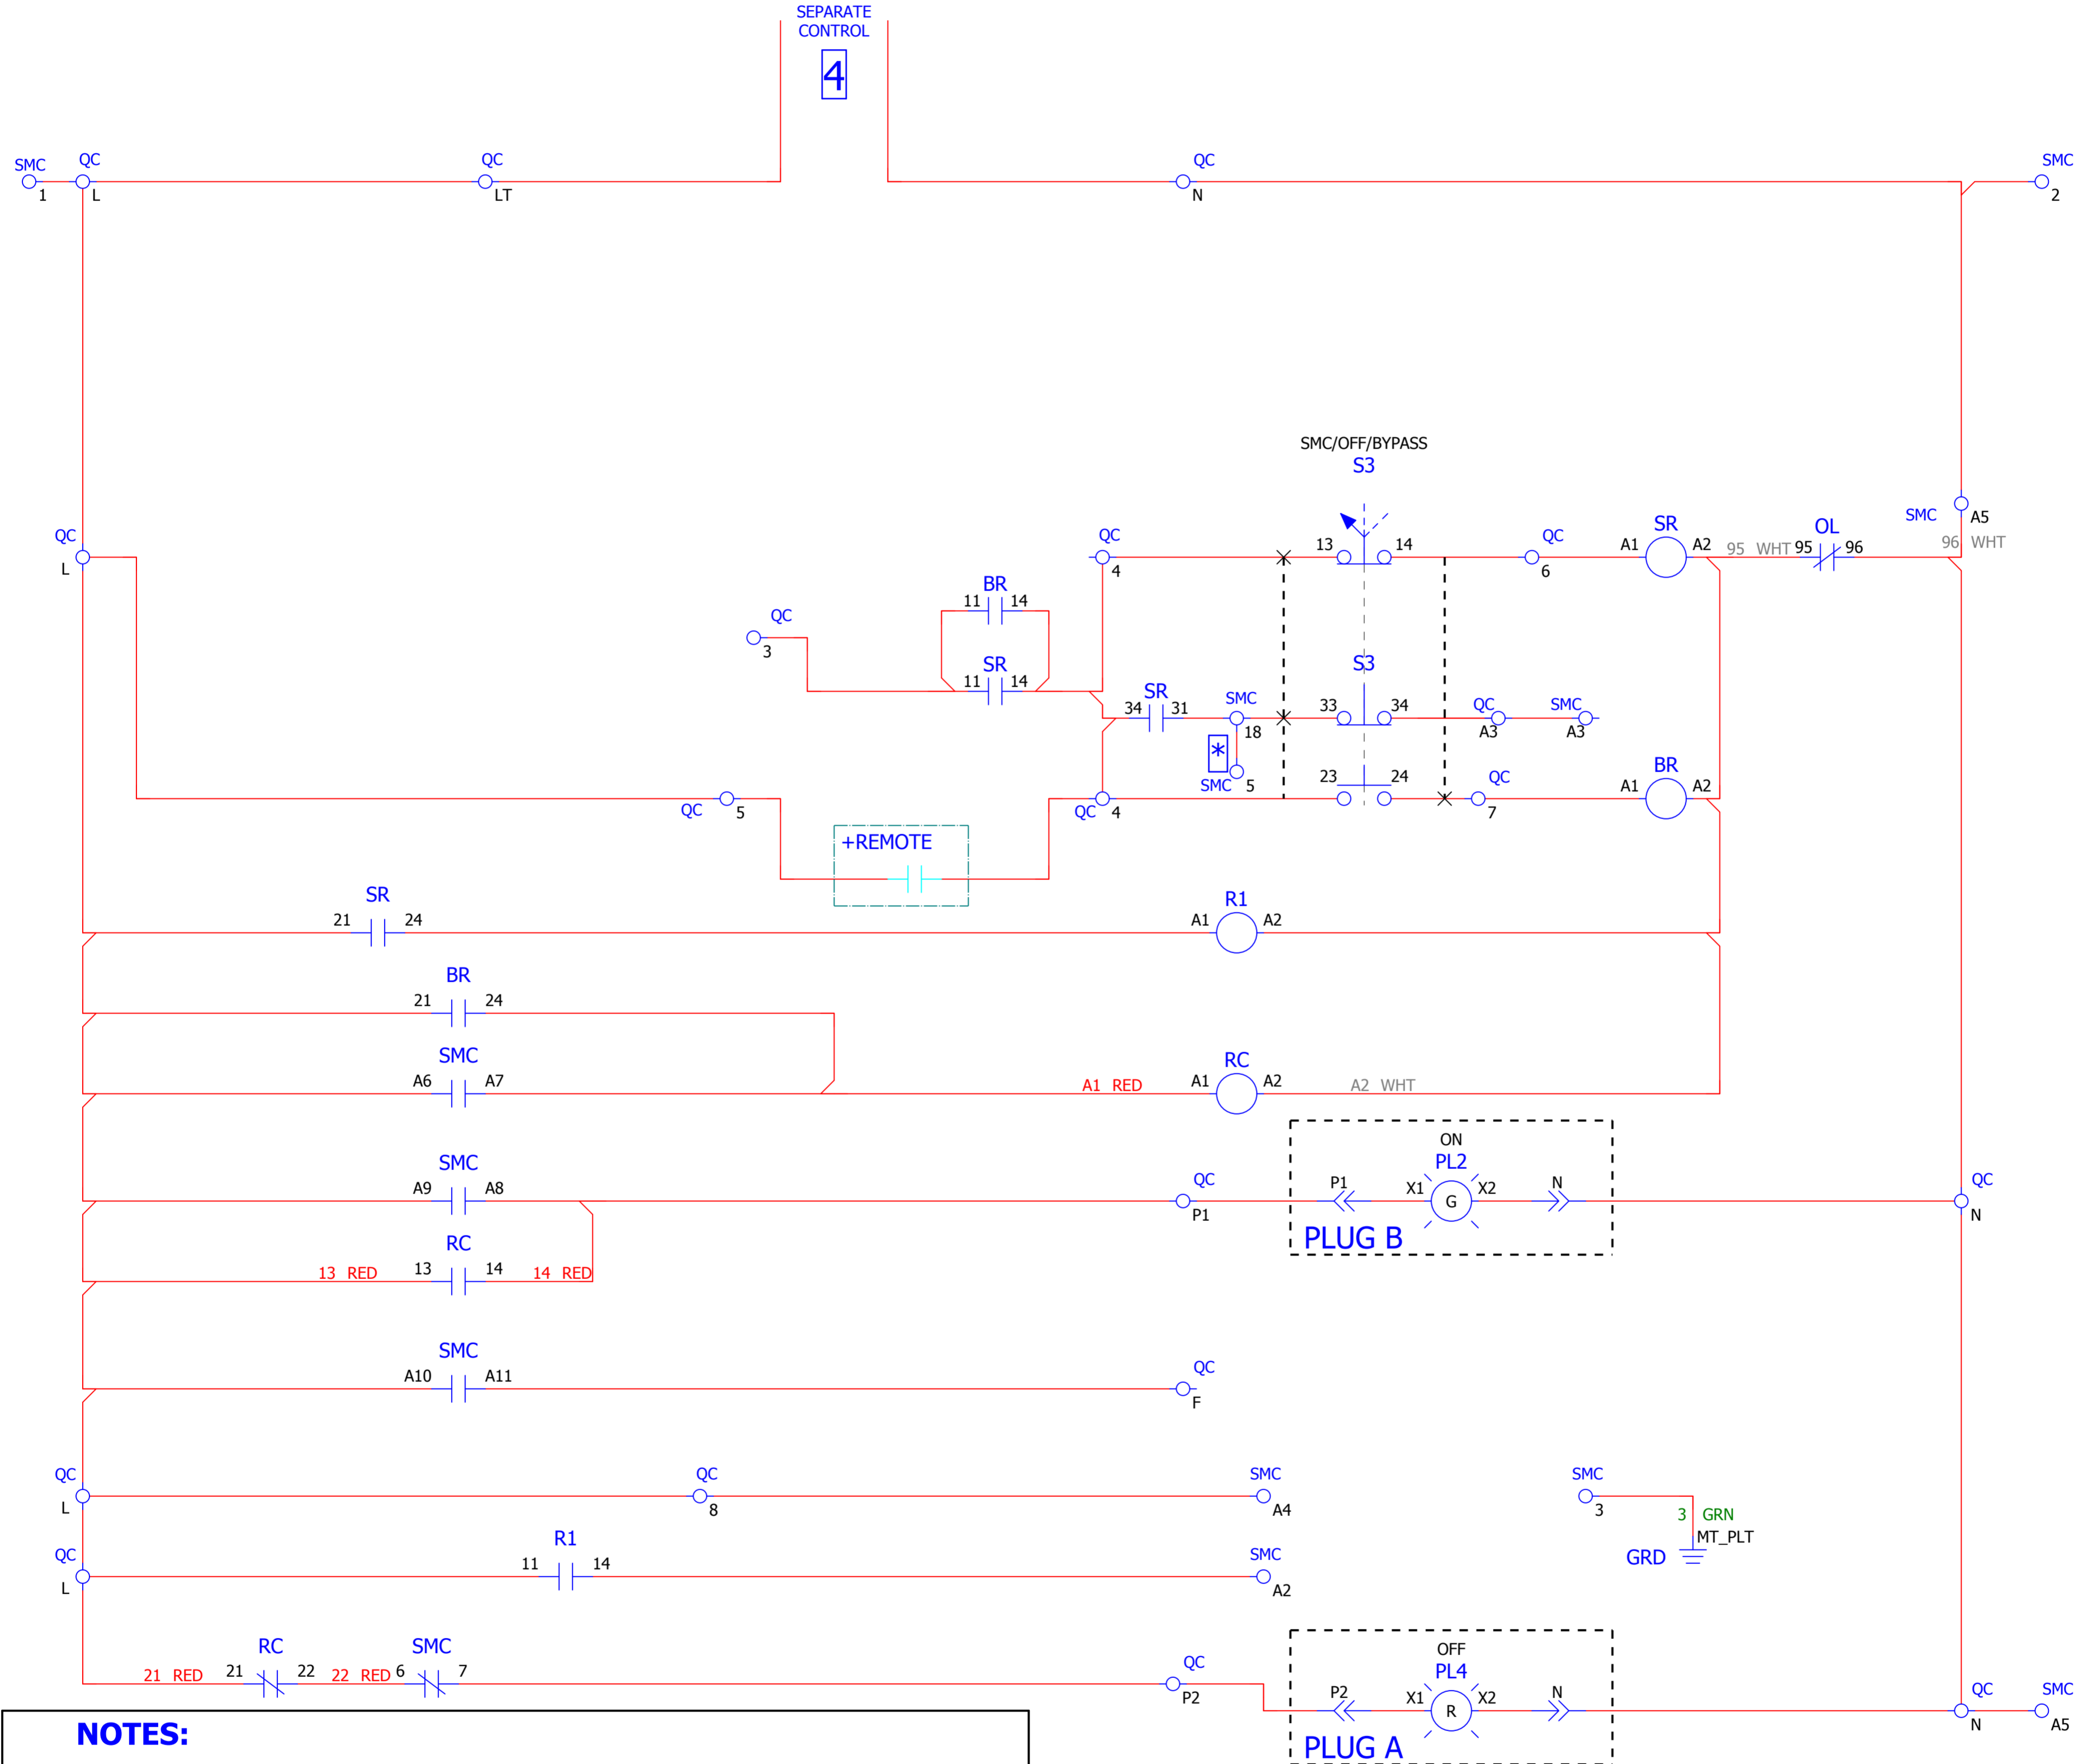 SEPARATE
CONTROL
4
SMC
1
QC
L
QC
LT
QC
N
SMC
2
SMC/OFF/BYPASS
S3
QC
L
QC
4
13
14
QC
6
SR
A1
A2
95 WHT
OL
95
96
SMC
A5
96 WHT
BR
11
14
QC
3
SR
11
14
SR
34
31
SMC
18
*
SMC
5
S3
33
34
QC
A3
SMC
A3
QC
5
QC
4
23
24
QC
7
BR
A1
A2
+REMOTE
SR
21
24
R1
A1
A2
BR
21
24
SMC
A6
A7
A1 RED
RC
A1
A2
A2 WHT
SMC
A9
A8
QC
P1
ON
PL2
P1
X1
G
X2
N
PLUG B
QC
N
RC
13 RED
13
14
14 RED
SMC
A10
A11
QC
F
QC
L
QC
8
SMC
A4
SMC
3
3 GRN
MT_PLT
GRD
QC
L
R1
11
14
SMC
A2
RC
21 RED
21
22
22 RED
SMC
6
7
QC
P2
OFF
PL4
P2
X1
R
X2
N
PLUG A
QC
N
SMC
A5
NOTES: